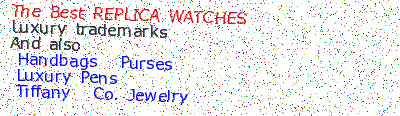 The Best REPLICA WATCHES
Luxury trademarks
And also
Handbags Purses
Luxury Pens
Tiffany Co. Jewelry